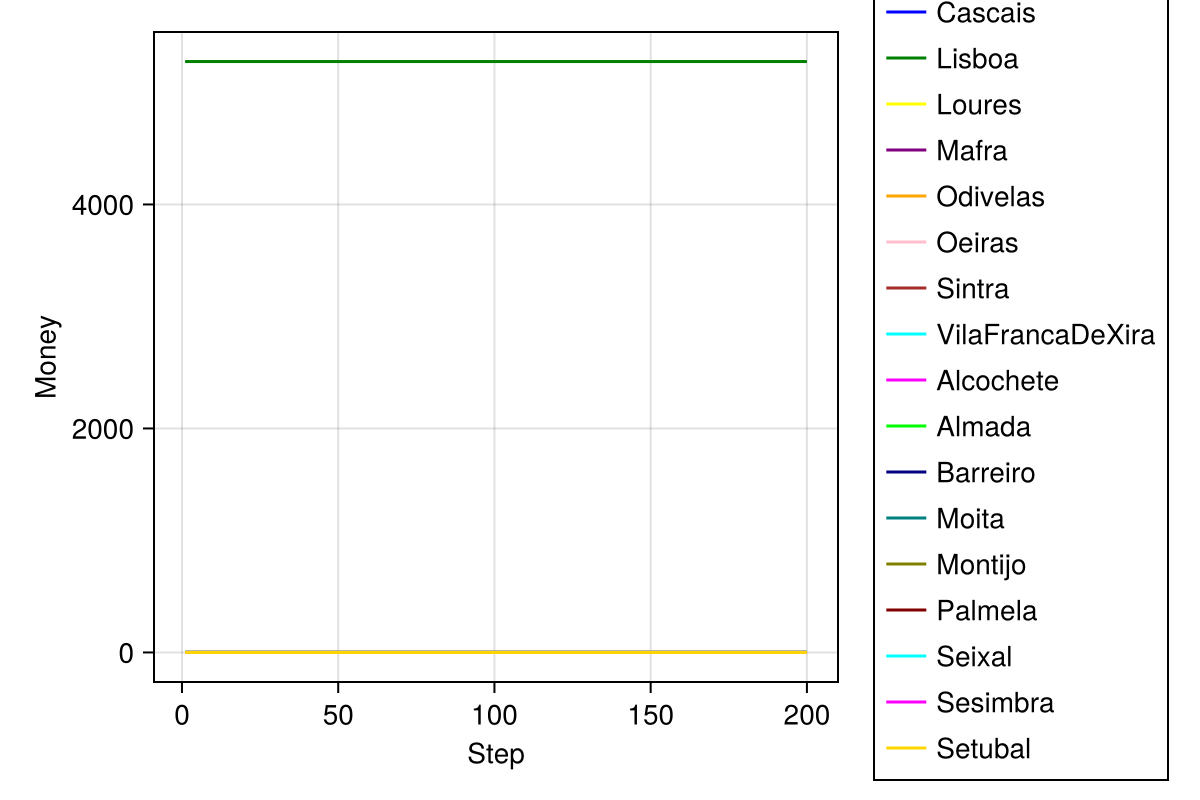 Money
4000
2000
0
0 50 100 150 200
Step
Cascais
Lisboa
Loures
Mafra
Odivelas
Oeiras
Sintra
VilaFrancaDeXira
Alcochete
Almada
Barreiro
Moita
Montijo
Palmela
Seixal
Sesimbra
Setubal